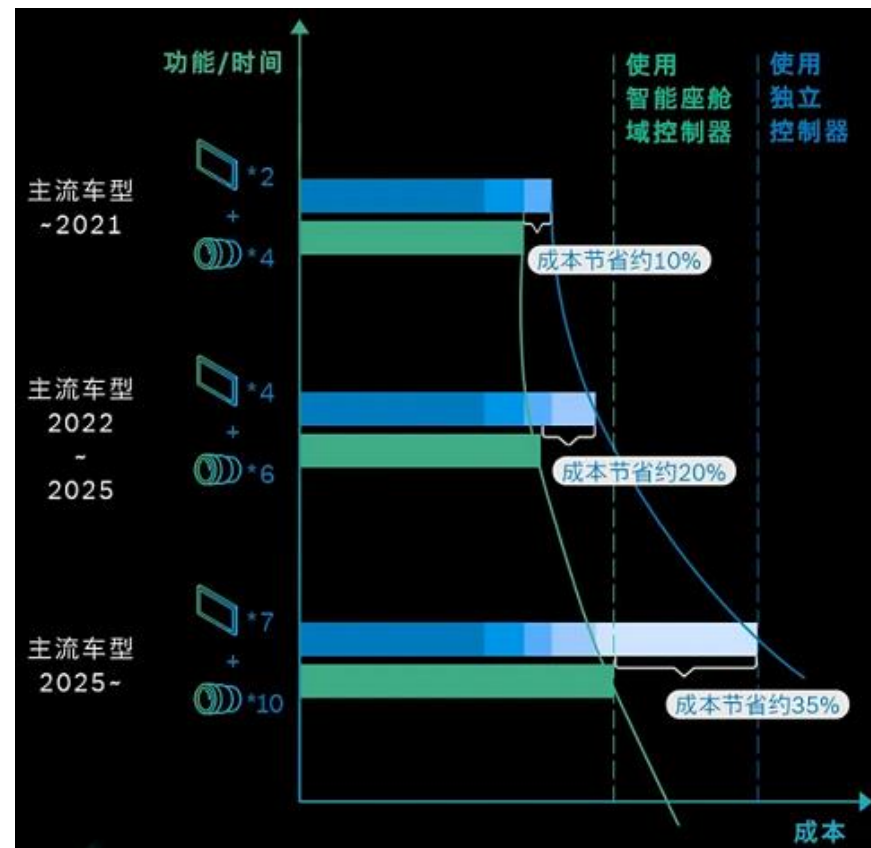 功能/时间
使用
智能座舱
域控制器
使用
独立
控制器
主流车型
~2021
*2
+
*4
成本节省约10%
主流车型
2022
~
2025
*4
+
*6
成本节省约20%
主流车型
2025~
*7
+
*10
成本节省约35%
成本